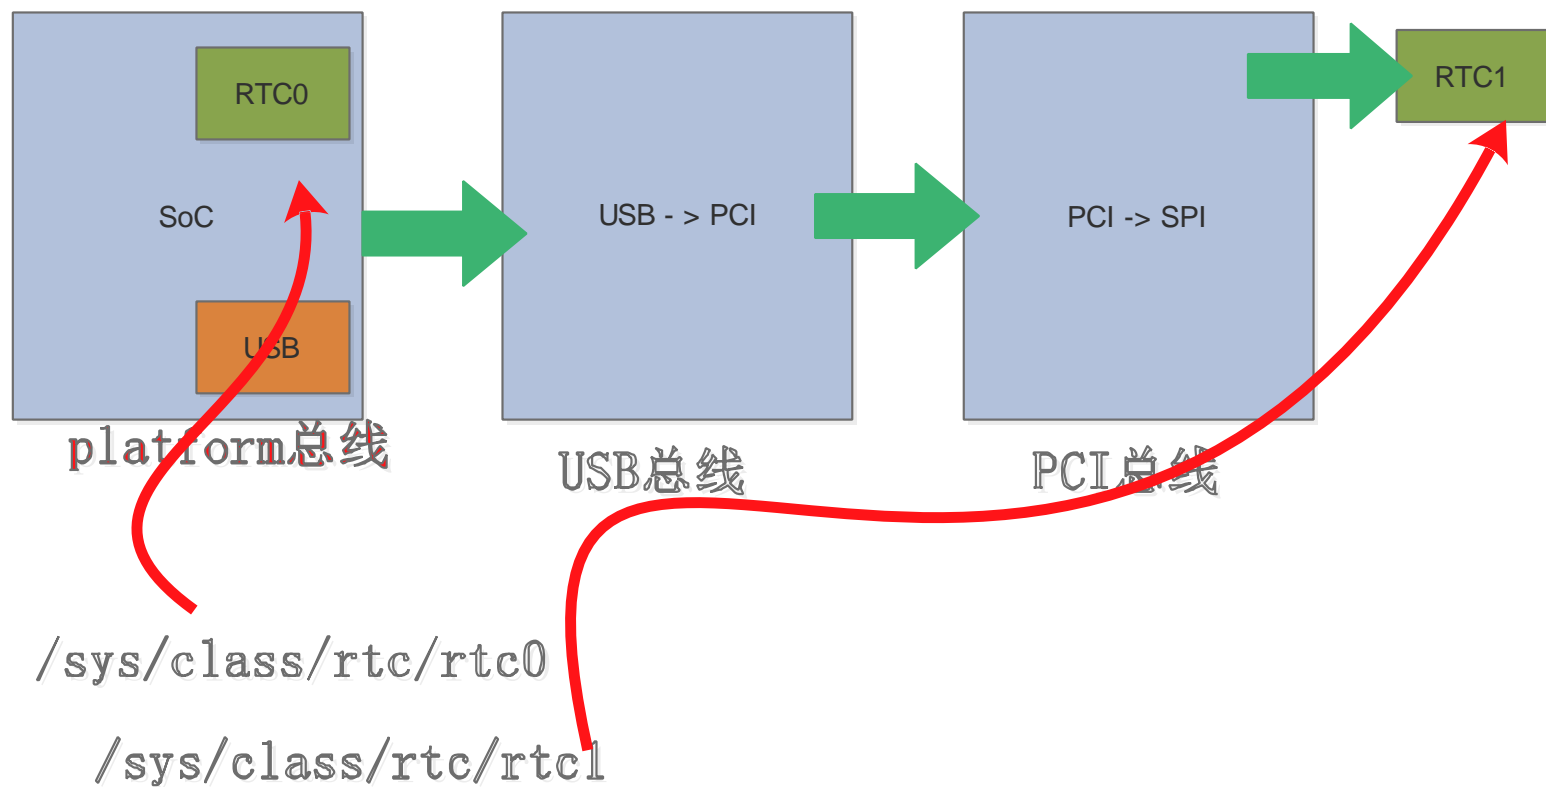 RTC0
RTC1
SoC
USB - > PCI
PCI -> SPI
USB
platform总线
USB总线
PCI总线
/sys/class/rtc/rtc0
/sys/class/rtc/rtc1